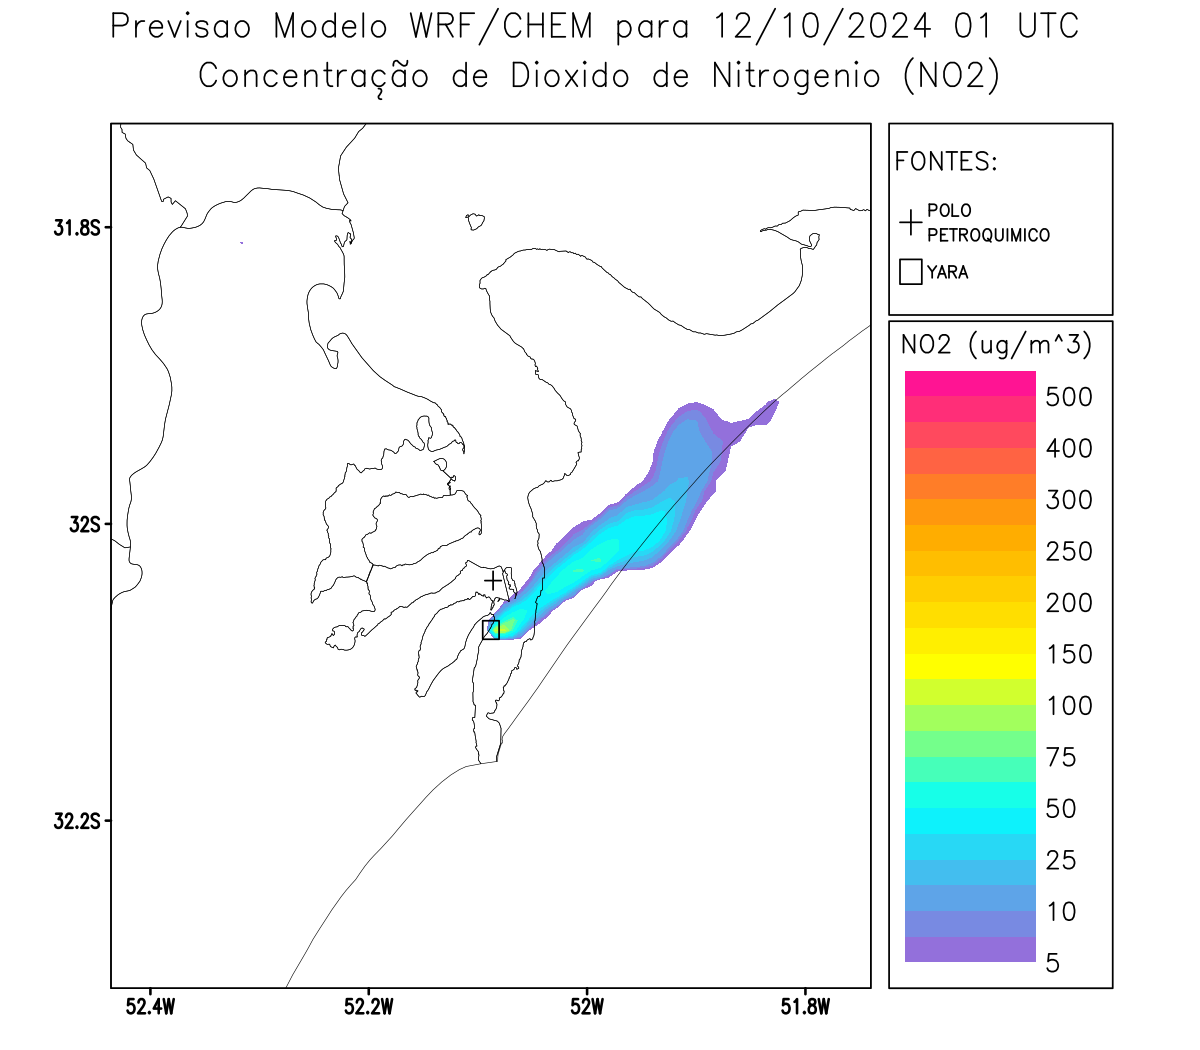 Previsao Modelo WRF/CHEM para 12/10/2024 01 UTC
Concentração de Dioxido de Nitrogenio (NO2)
FONTES:
POLO
PETROQUIMICO
YARA
NO2 (ug/m^3)
500
400
300
250
200
150
100
75
50
25
10
5
31.8S
32S
32.2S
52.4W
52.2W
52W
51.8W